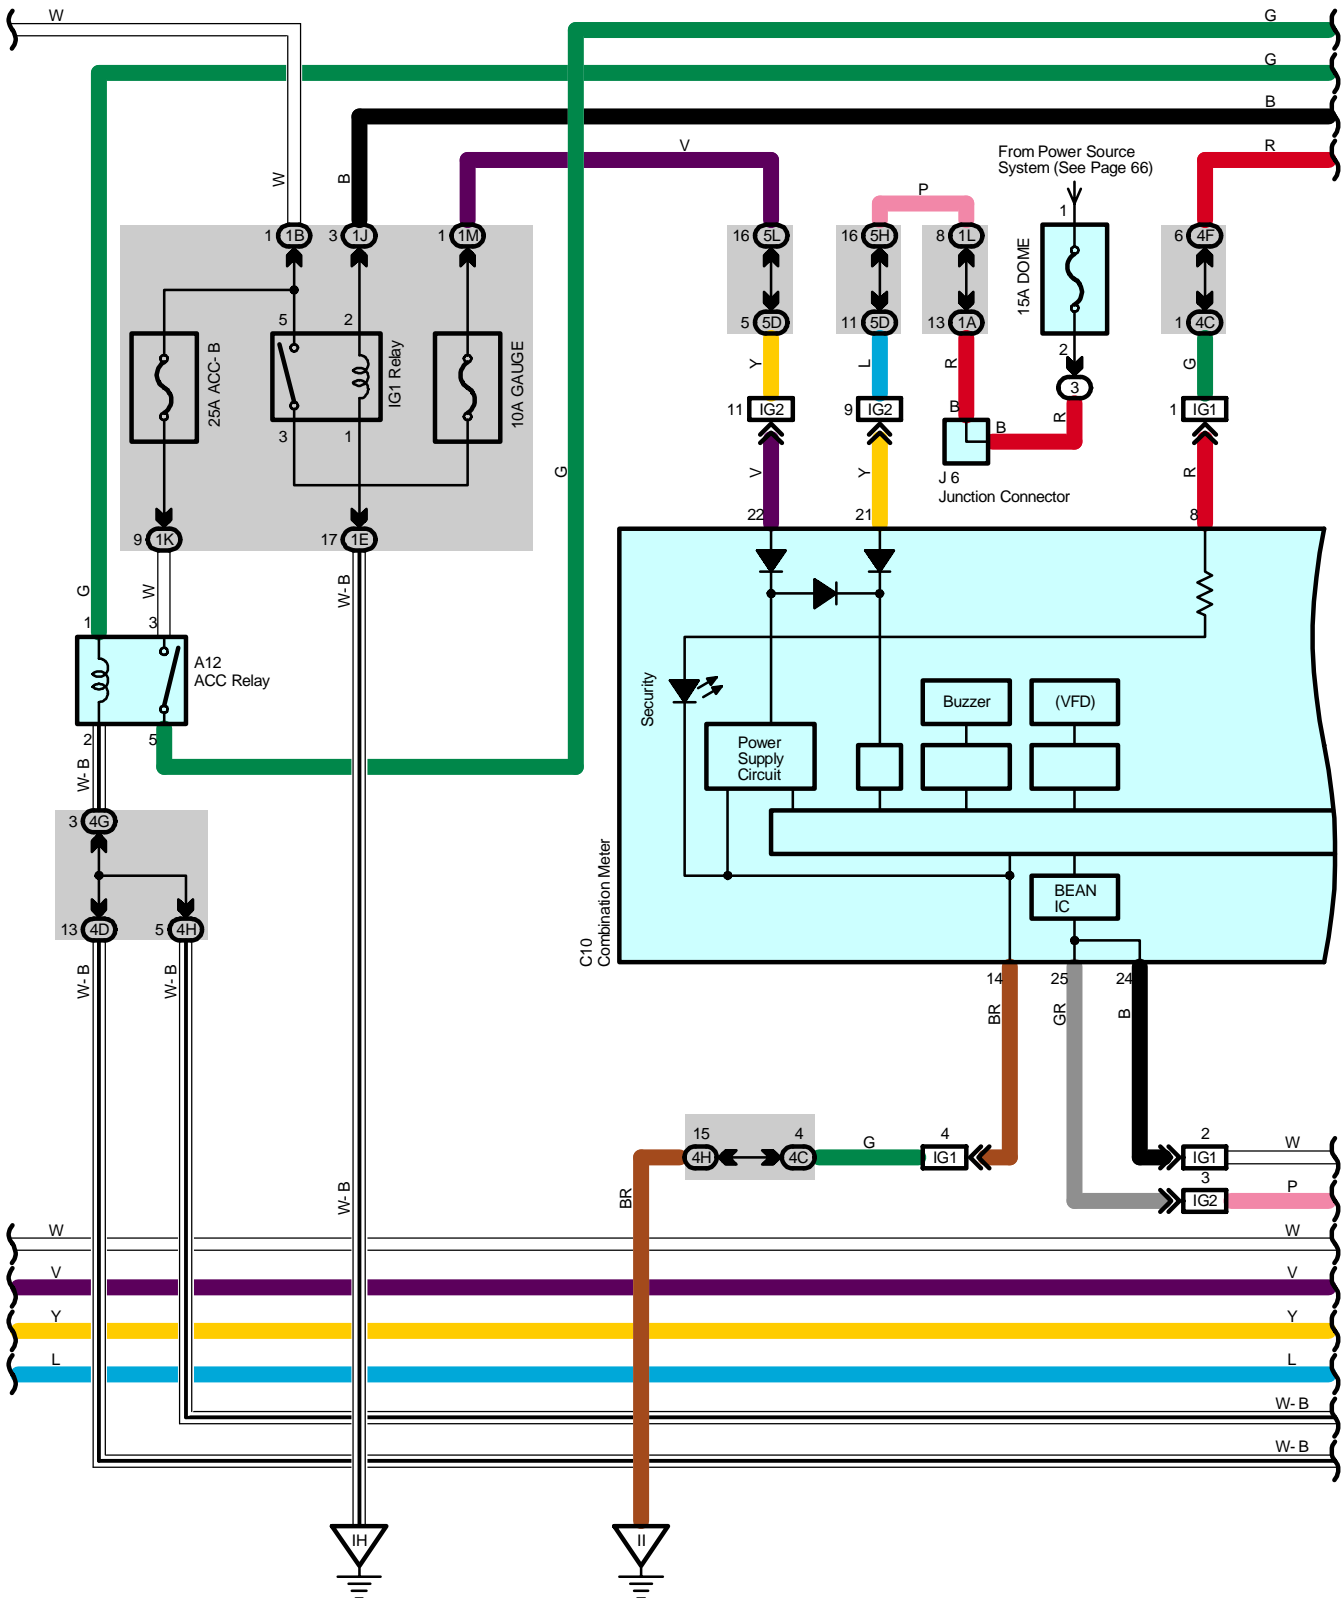 W
G
G
B
R
V
From Power Source
System (See Page 66)
P
W
B
1
1 1B
3 1J
1 1M
16 5L
16 5H
8 1L
15A DOME
6 4F
5
2
25A ACC-B
IG1 Relay
10A GAUGE
3
1
5 5D
11 5D
13 1A
2
1 4C
Y
L
R
3
G
11 IG2
9 IG2
B
B
R
1 IG1
G
V
Y
J 6
Junction Connector
R
9 1K
17 1E
22
21
8
G
W
W-B
1
3
A12
ACC Relay
Security
Buzzer
(VFD)
2
5
Power
Supply
Circuit
W-B
3 4G
BEAN
IC
13 4D
5 4H
C10
Combination Meter
W-B
W-B
14
25
24
BR
GR
B
15
4
4
2
4H
4C
G
IG1
IG1
W
3
BR
W-B
IG2
P
W
W
V
V
Y
Y
L
L
W-B
W-B
IH
II